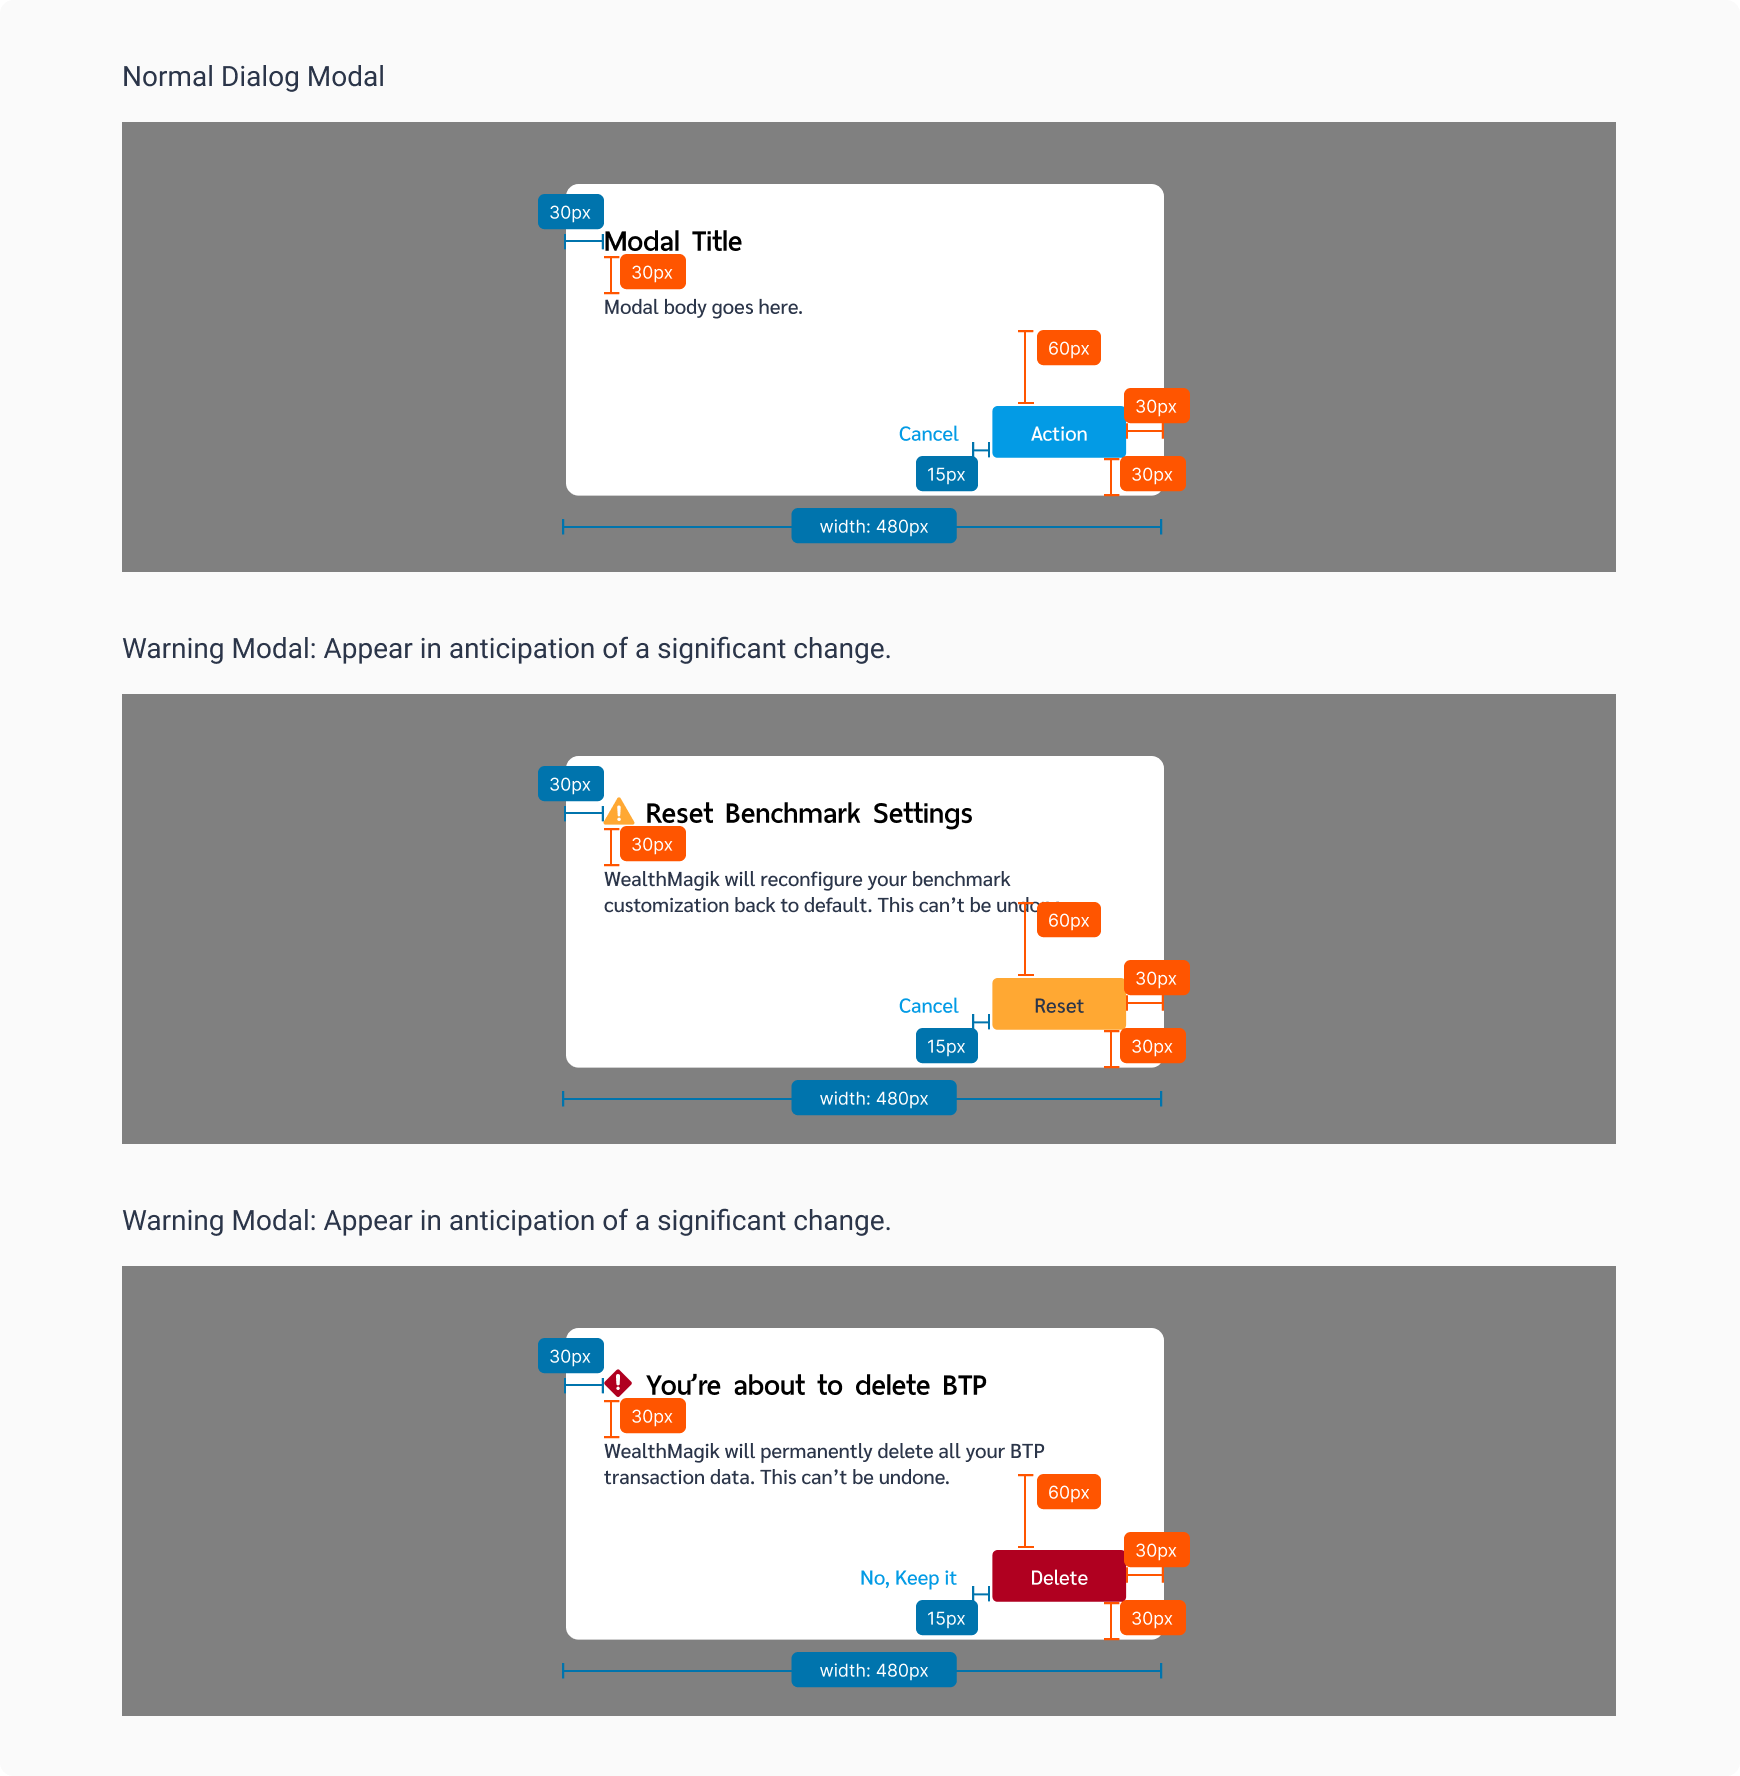 Normal Dialog Modal
30px
Modal Title
30px
Modal body goes here.
60px
30px
Cancel
Action
15px
30px
width: 480px
Warning Modal: Appear in anticipation of a significant change.
30px
Reset Benchmark Settings
30px
WealthMagik will reconfigure your benchmark
customization back to default. This can’t be
60px
30px
Cancel
Reset
15px
30px
width: 480px
Warning Modal: Appear in anticipation of a significant change.
30px
You’re about to delete BTP
30px
WealthMagik will permanently delete all your BTP
transaction data. This can’t be undone.
60px
30px
No, Keep it
Delete
15px
30px
width: 480px